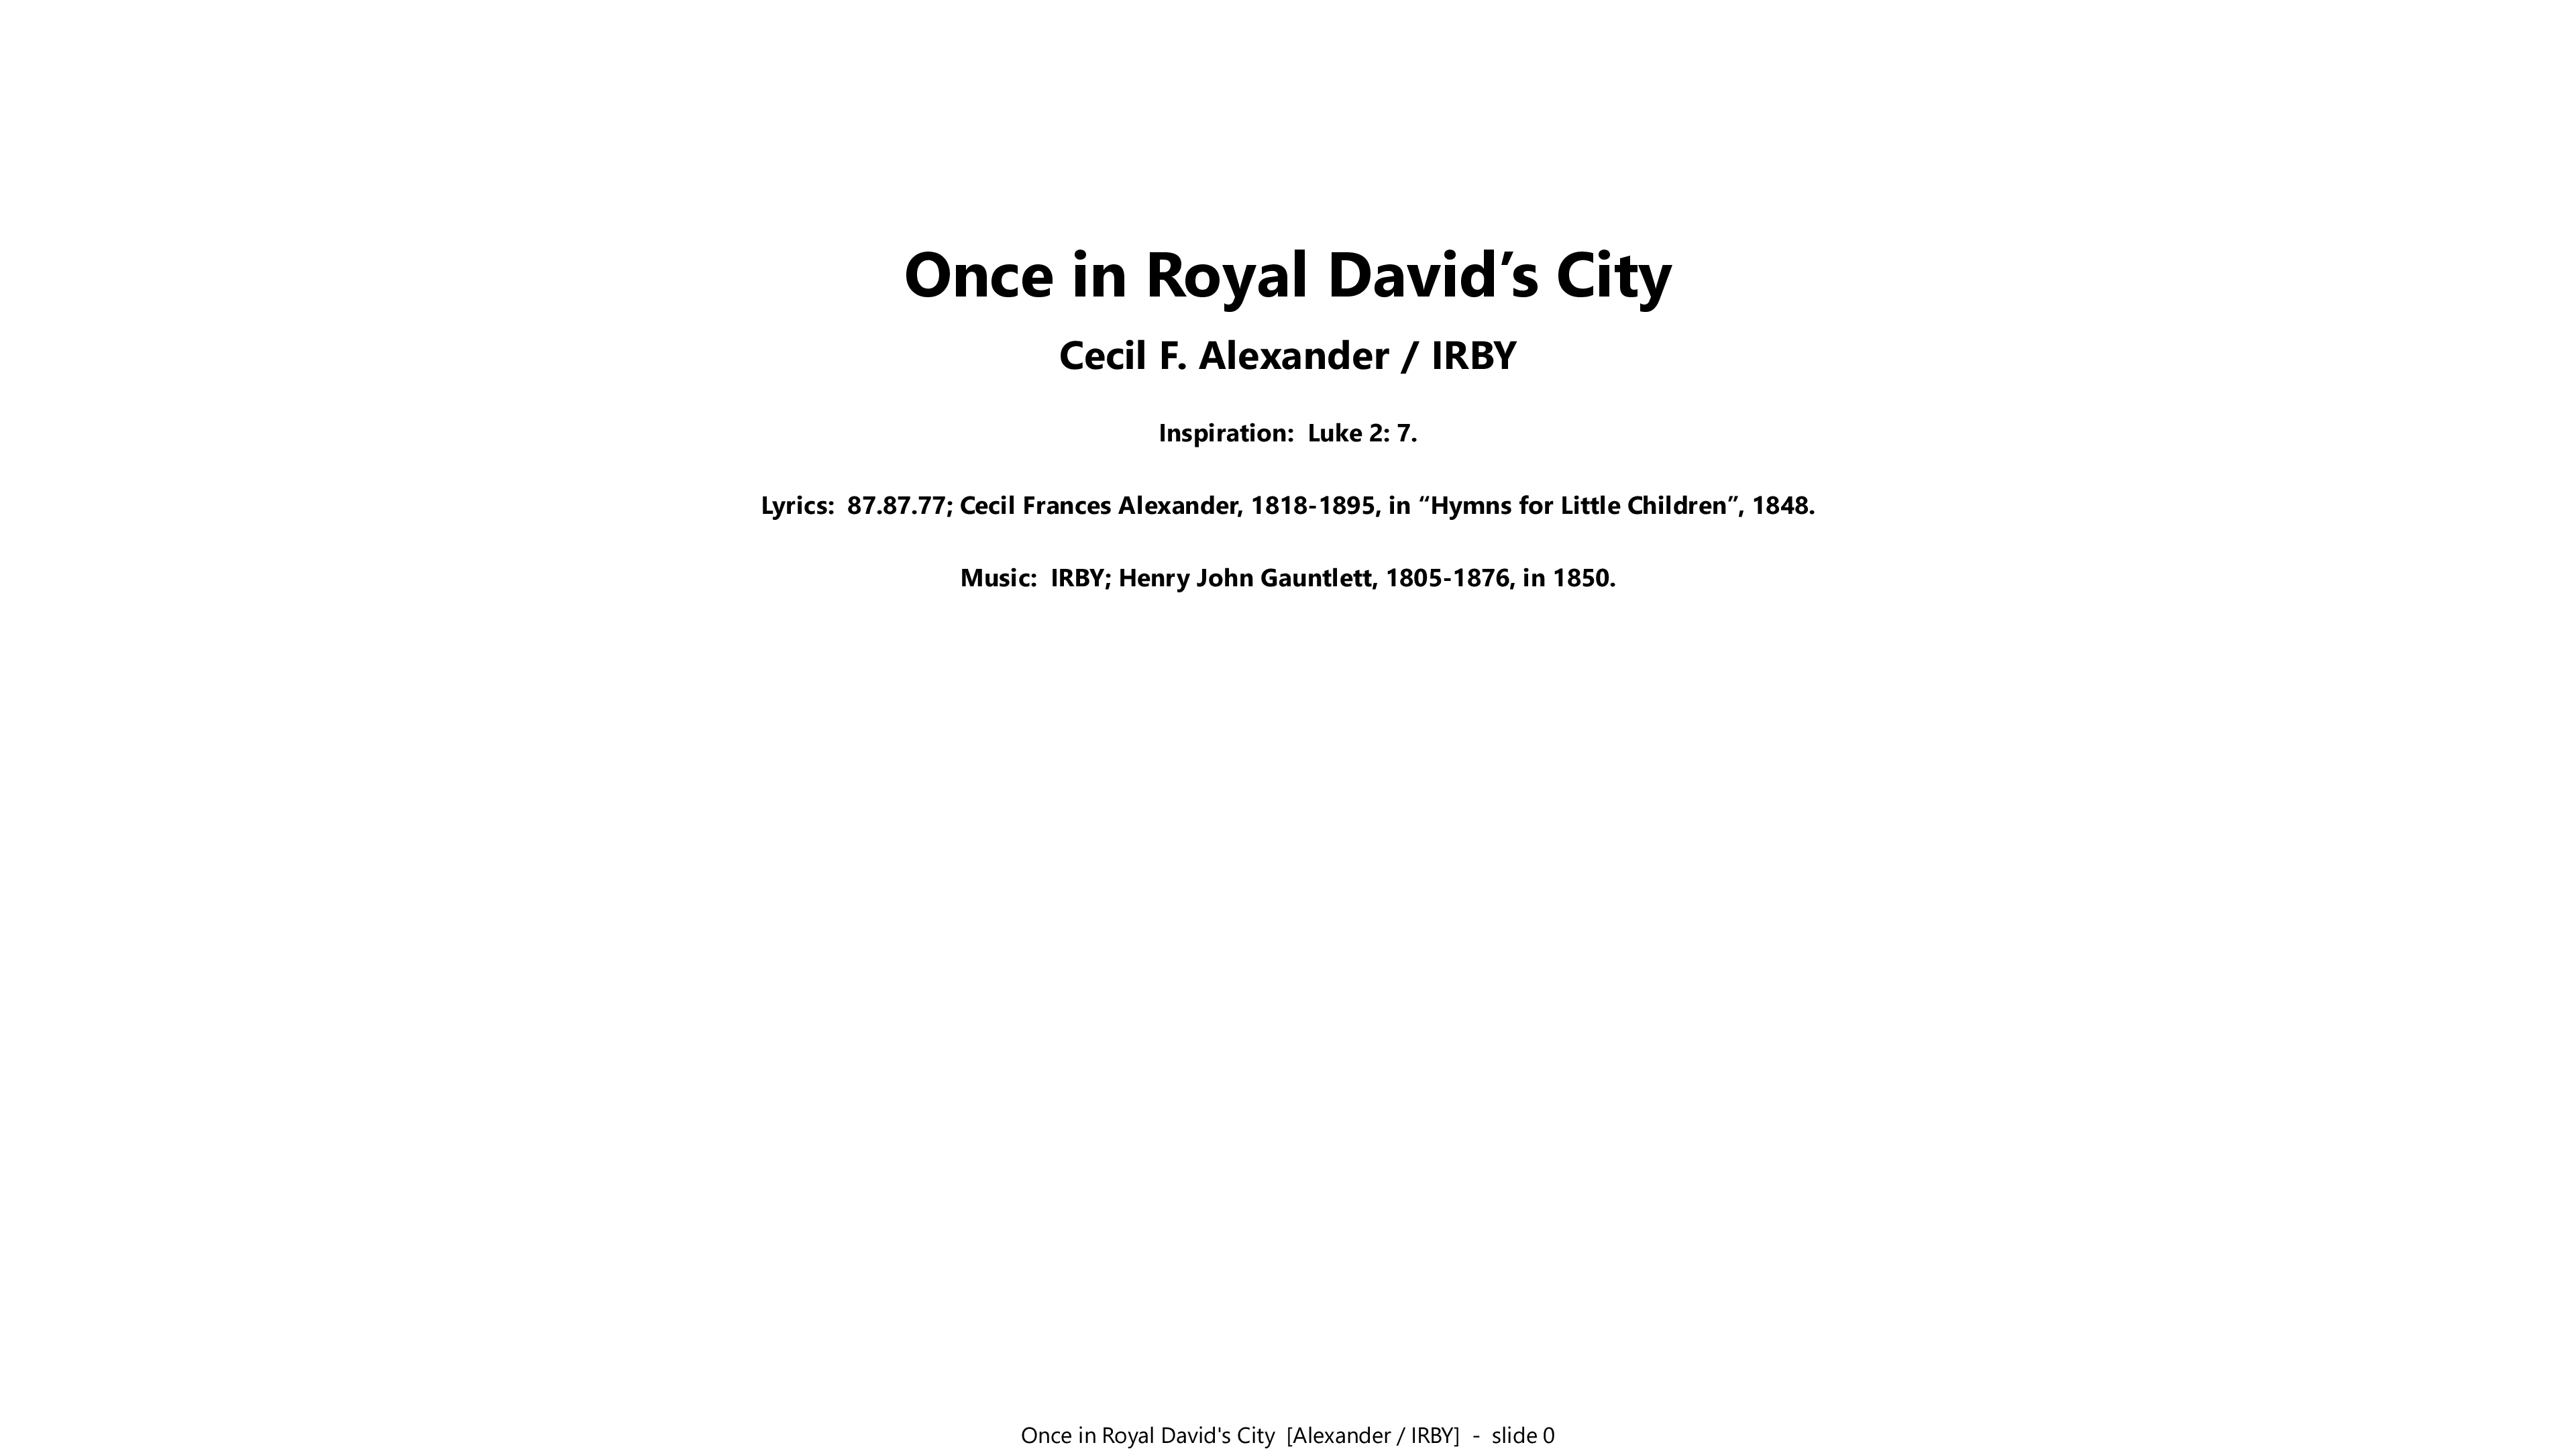 Once in Royal David’s City
Cecil F. Alexander / IRBY
Inspiration:  Luke 2: 7.
Lyrics:  87.87.77; Cecil Frances Alexander, 1818-1895, in “Hymns for Little Children”, 1848.
Music:  IRBY; Henry John Gauntlett, 1805-1876, in 1850.
Once in Royal David's City  [Alexander / IRBY]  -  slide 0